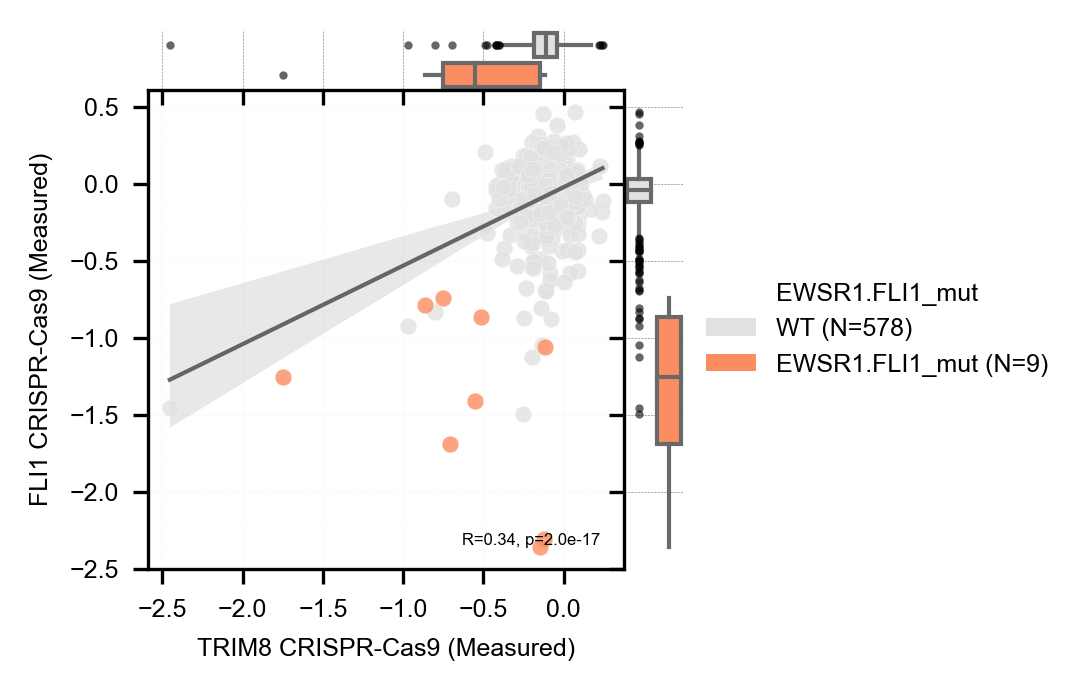 0.5
0.0
−0.5
−1.0
−1.5
−2.0
−2.5
FLI1 CRISPR-Cas9 (Measured)
R=0.34, p=2.0e-17
−2.5 −2.0 −1.5 −1.0 −0.5 0.0
TRIM8 CRISPR-Cas9 (Measured)
EWSR1.FLI1_mut
WT (N=578)
EWSR1.FLI1_mut (N=9)